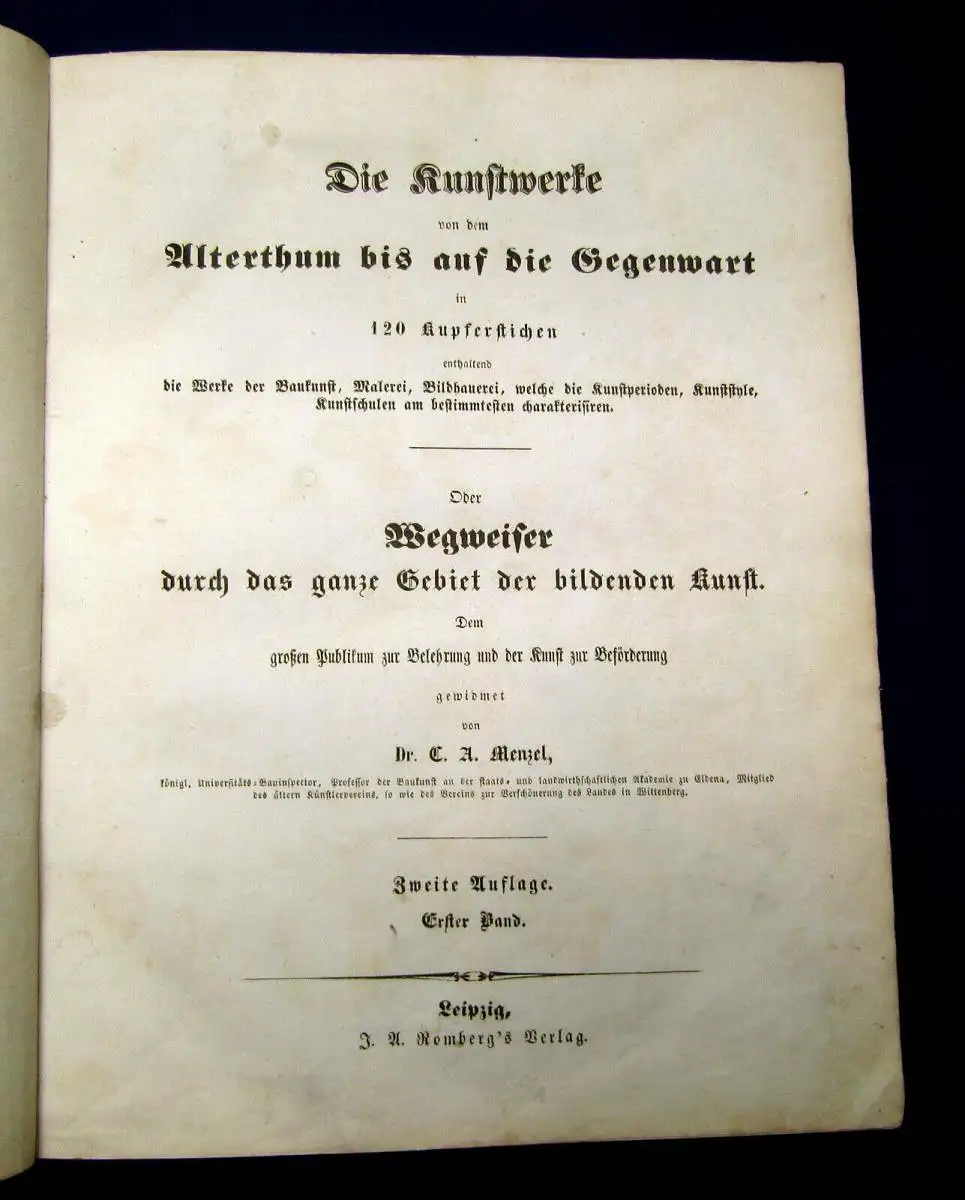 Die Kunstwerke
von dem
Alterthum bis auf die Gegenwart
in
120 Kupferstichen
enthaltend
die Werke der Baukunst, Malerei, Bildhauerei, welche die Kunstperioden, Kunststyle,
Kunstschulen am bestimmtesten charakterisiren.
Oder
Wegweiser
durch das ganze Gebiet der bildenden Kunst.
Dem
großen Publikum zur Belehrung und der Kunst zur Beförderung
gewidmet
von
Dr. C. A. Menzel,
königl. Universitäts-Bauinspector, Professor der Baukunst an der staats- und landwirthschaftlichen Akademie zu Eldena, Mitglied
des ältern Künstlervereins, so wie des Vereins zur Verschönerung des Landes in Wittenberg.
Zweite Auflage.
Erster Band.
Leipzig,
J. A. Romberg's Verlag.